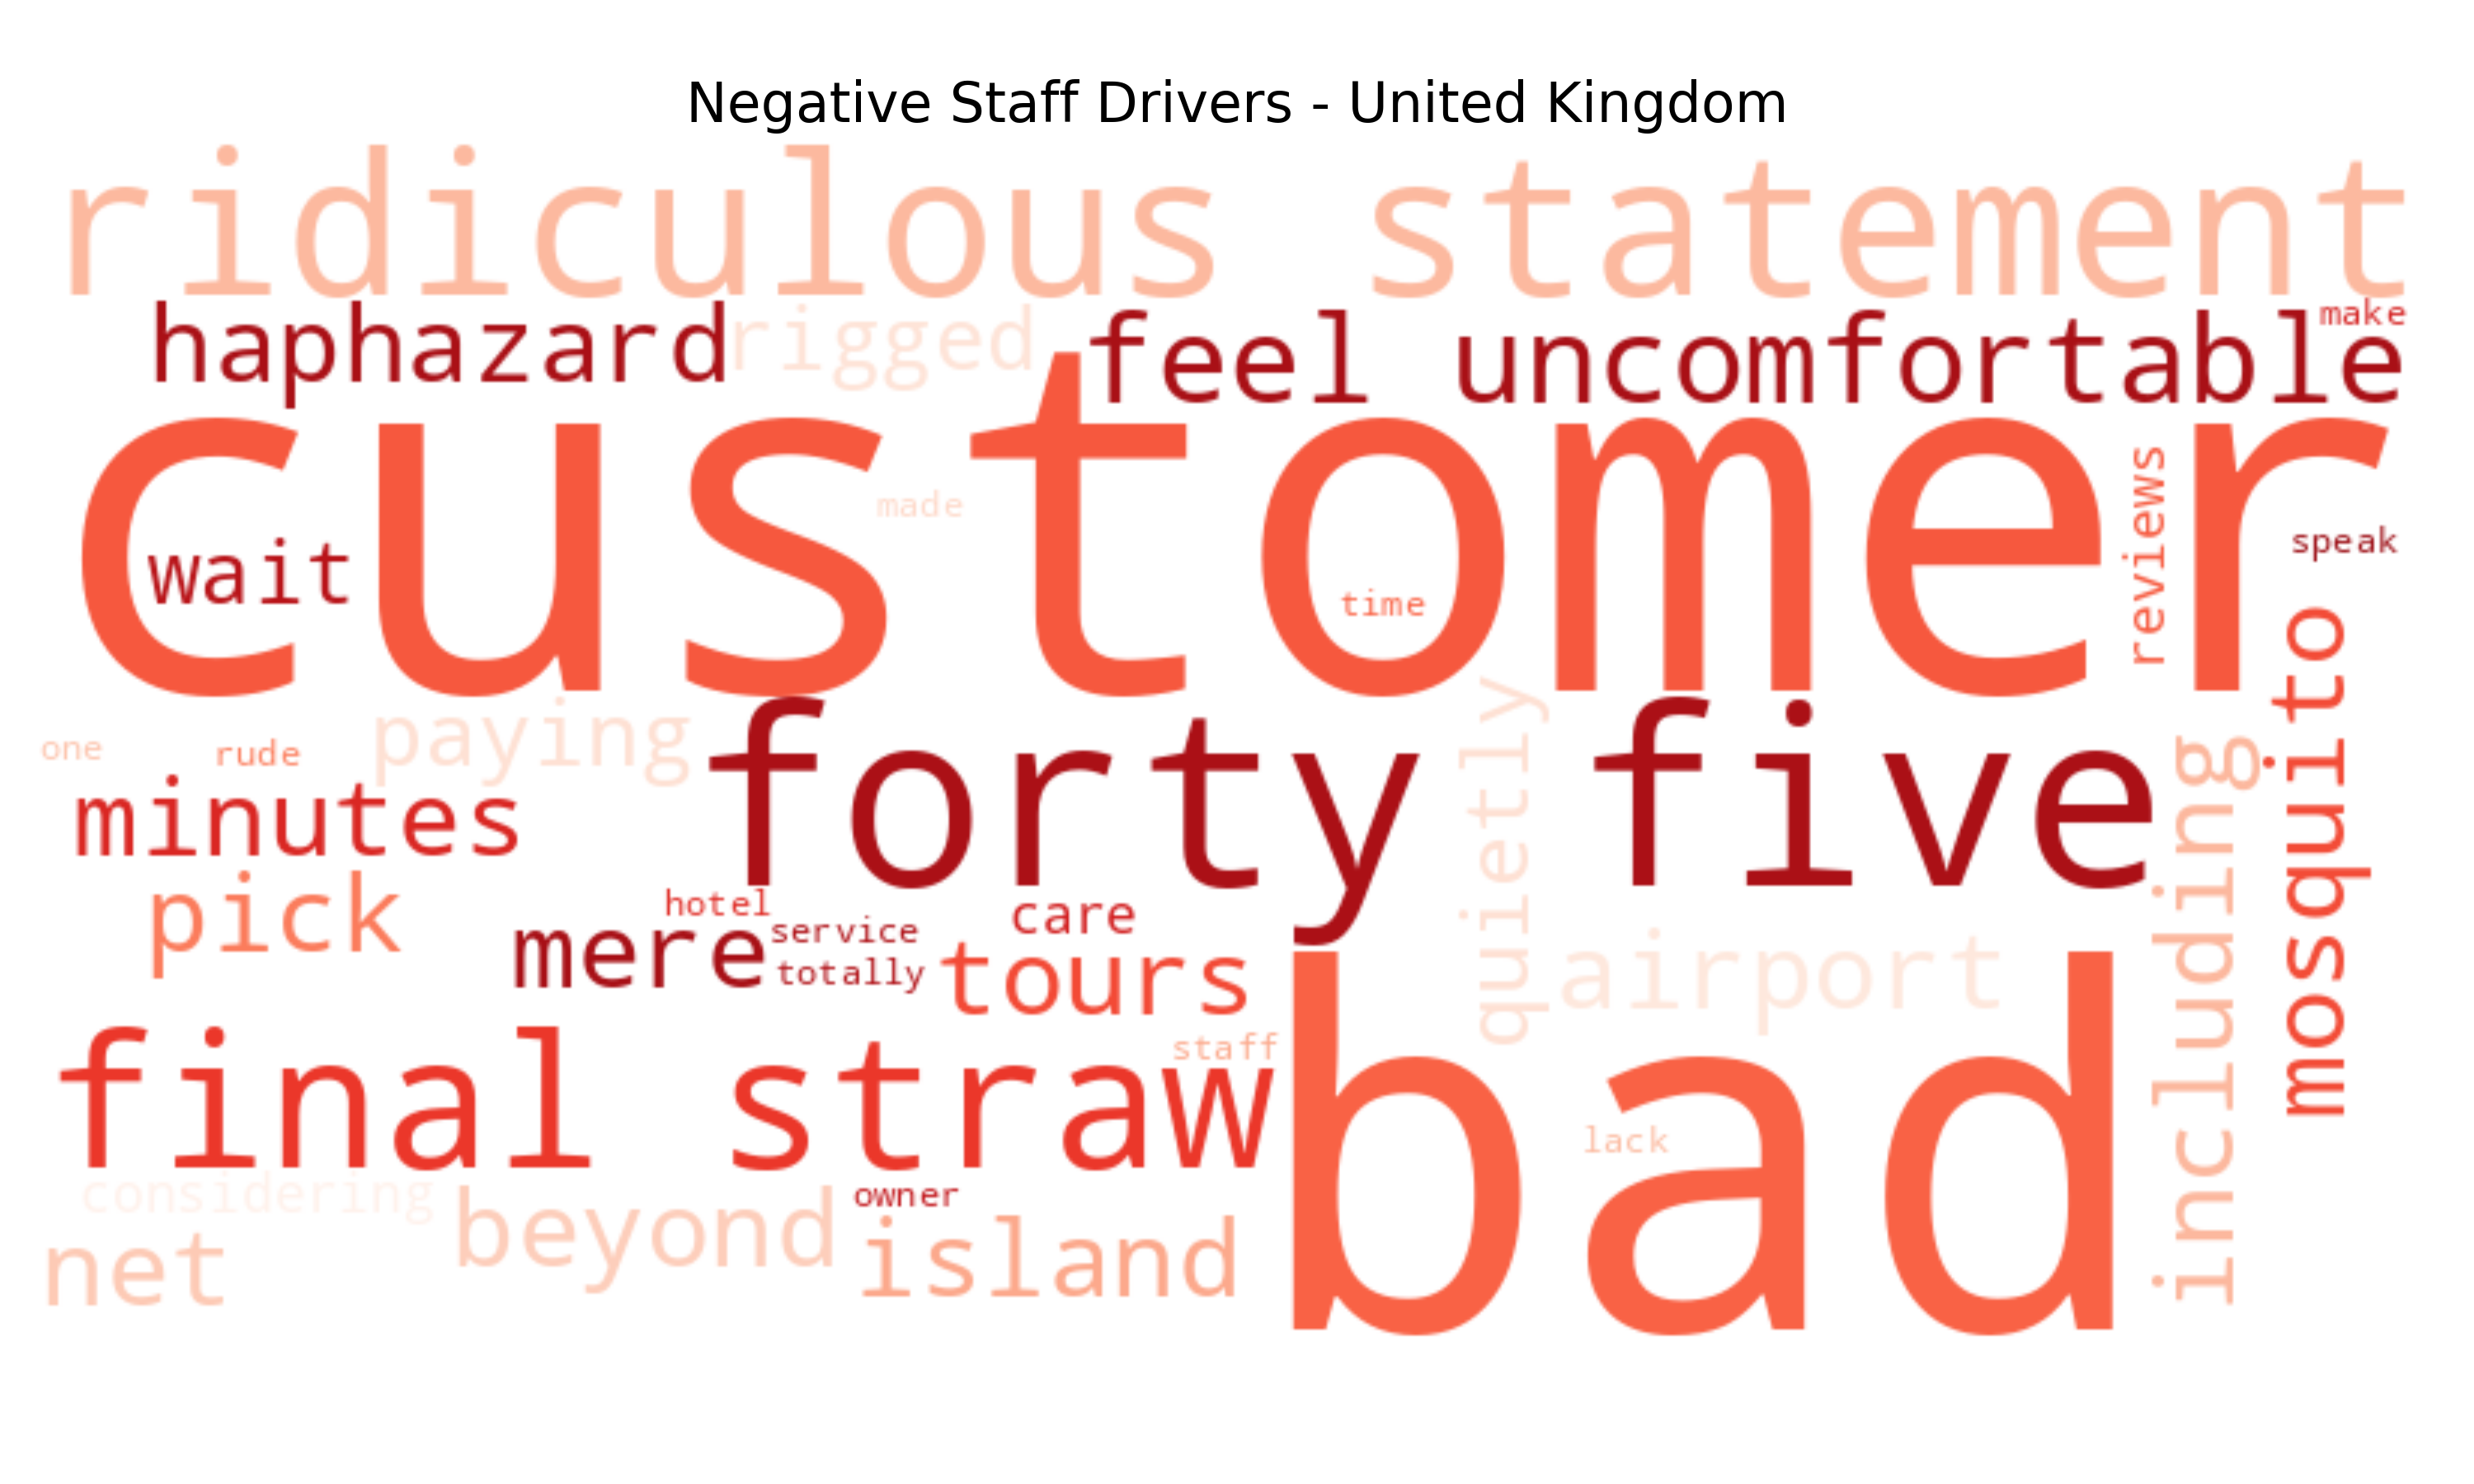 Negative Staff Drivers - United Kingdom
ridiculous statement
haphazard
rigged
feel uncomfortable
make
customer
made
wait
time
reviews
speak
paying
one
rude
forty five
quietly
mosquito
minutes
including
pick
hotel
care
service
mere
totally
tours
airport
final straw
staff
bad
lack
considering
owner
beyond
island
net